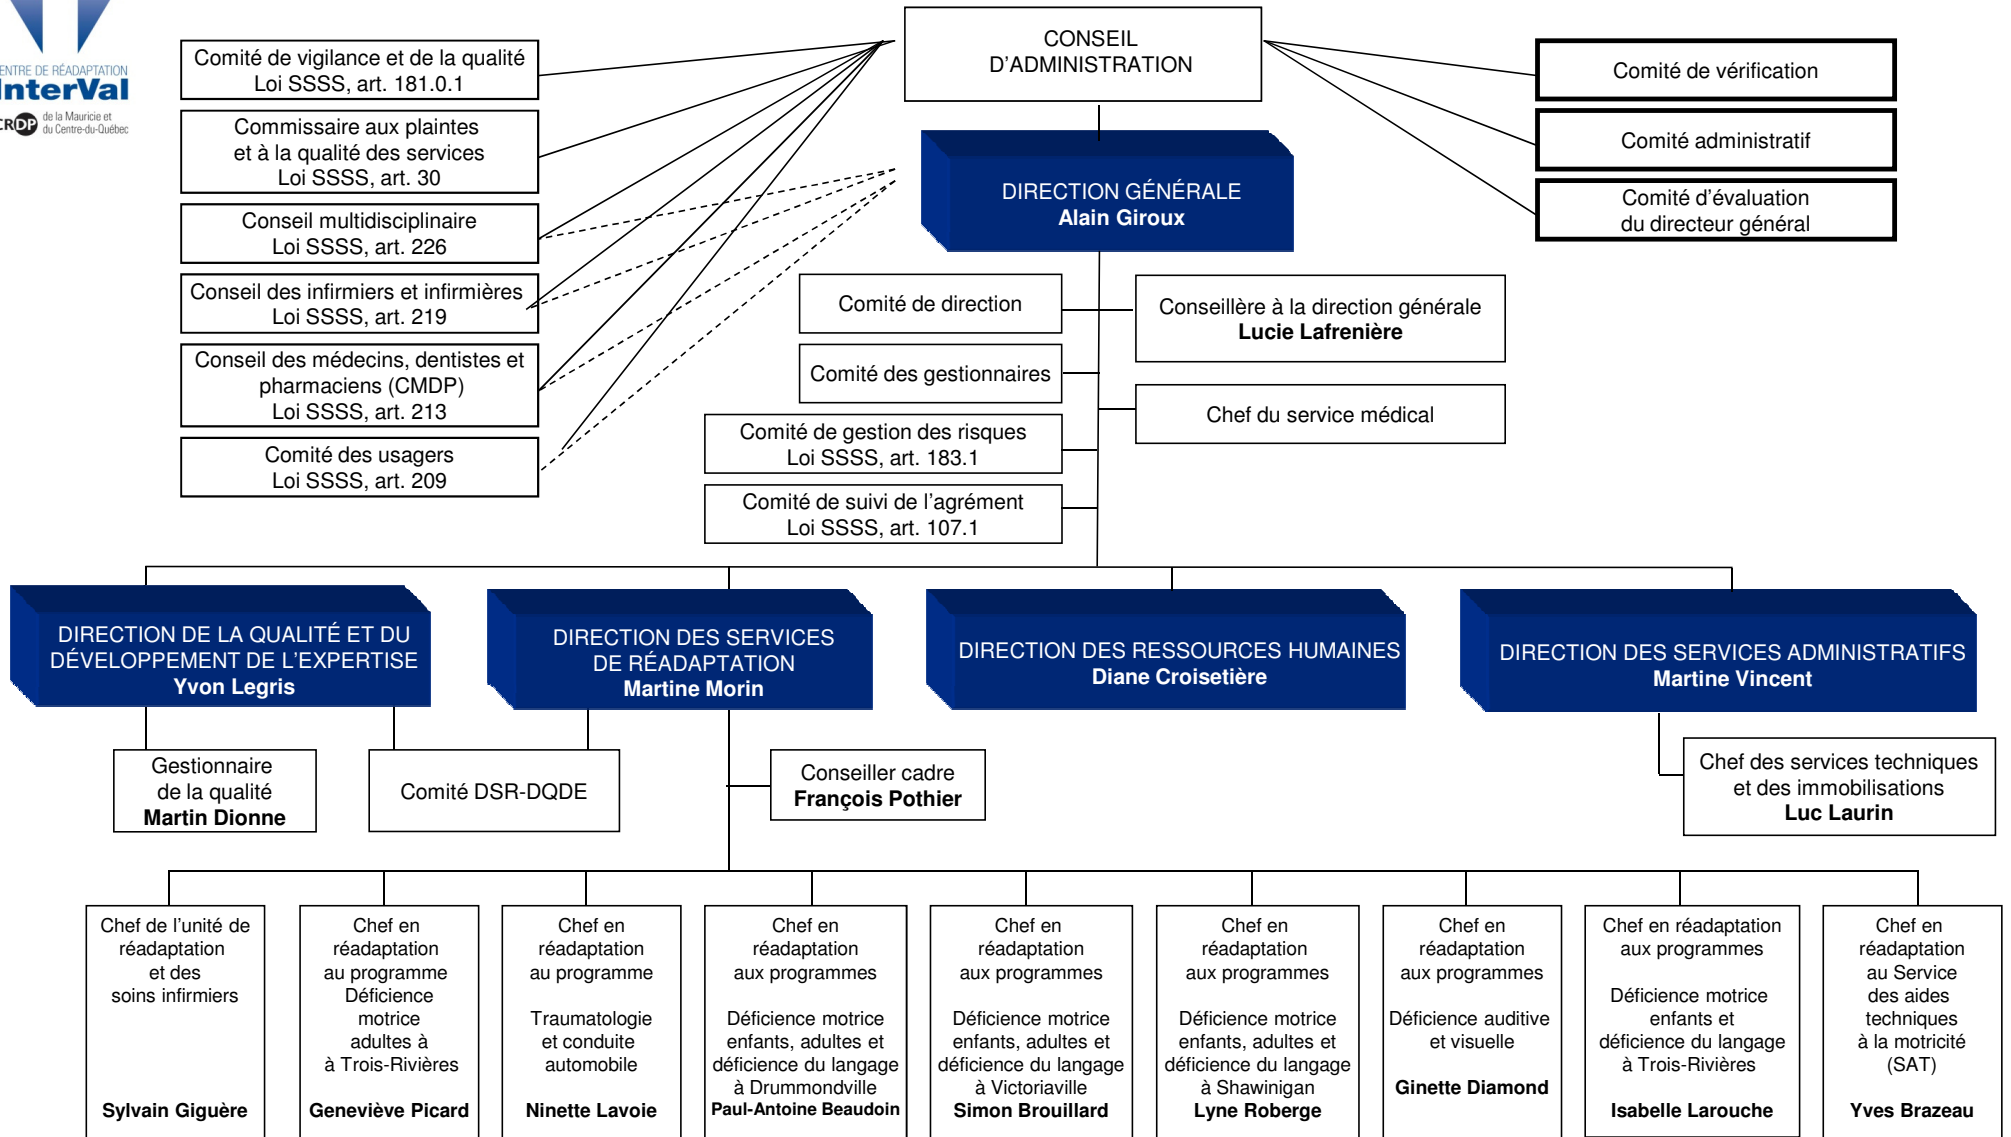 CENTRE DE RÉADAPTATION
InterVal
CRDP de la Mauricie et
du Centre-du-Québec
Comité de vigilance et de la qualité
Loi SSSS, art. 181.0.1
Commissaire aux plaintes
et à la qualité des services
Loi SSSS, art. 30
Conseil multidisciplinaire
Loi SSSS, art. 226
Conseil des infirmiers et infirmières
Loi SSSS, art. 219
Conseil des médecins, dentistes et
pharmaciens (CMDP)
Loi SSSS, art. 213
Comité des usagers
Loi SSSS, art. 209
CONSEIL
D'ADMINISTRATION
Comité de vérification
Comité administratif
Comité d'évaluation
du directeur général
DIRECTION GÉNÉRALE
Alain Giroux
Comité de direction
Conseillère à la direction générale
Lucie Lafrenière
Comité des gestionnaires
Chef du service médical
Comité de gestion des risques
Loi SSSS, art. 183.1
Comité de suivi de l'agrément
Loi SSSS, art. 107.1
DIRECTION DE LA QUALITÉ ET DU
DÉVELOPPEMENT DE L'EXPERTISE
Yvon Legris
DIRECTION DES SERVICES
DE RÉADAPTATION
Martine Morin
DIRECTION DES RESSOURCES HUMAINES
Diane Croisetière
DIRECTION DES SERVICES ADMINISTRATIFS
Martine Vincent
Gestionnaire
de la qualité
Martin Dionne
Comité DSR-DQDE
Conseiller cadre
François Pothier
Chef des services techniques
et des immobilisations
Luc Laurin
Chef de l'unité de
réadaptation
et des
soins infirmiers
Sylvain Giguère
Chef en
réadaptation
au programme
Déficience
motrice
adultes à
à Trois-Rivières
Geneviève Picard
Chef en
réadaptation
au programme
Traumatologie
et conduite
automobile
Ninette Lavoie
Chef en
réadaptation
aux programmes
Déficience motrice
enfants, adultes et
déficience du langage
à Drummondville
Paul-Antoine Beaudoin
Chef en
réadaptation
aux programmes
Déficience motrice
enfants, adultes et
déficience du langage
à Victoriaville
Simon Brouillard
Chef en
réadaptation
aux programmes
Déficience motrice
enfants, adultes et
déficience du langage
à Shawinigan
Lyne Roberge
Chef en
réadaptation
aux programmes
Déficience auditive
et visuelle
Ginette Diamond
Chef en réadaptation
aux programmes
Déficience motrice
enfants et
déficience du langage
à Trois-Rivières
Isabelle Larouche
Chef en
réadaptation
au Service
des aides
techniques
à la motricité
(SAT)
Yves Brazeau